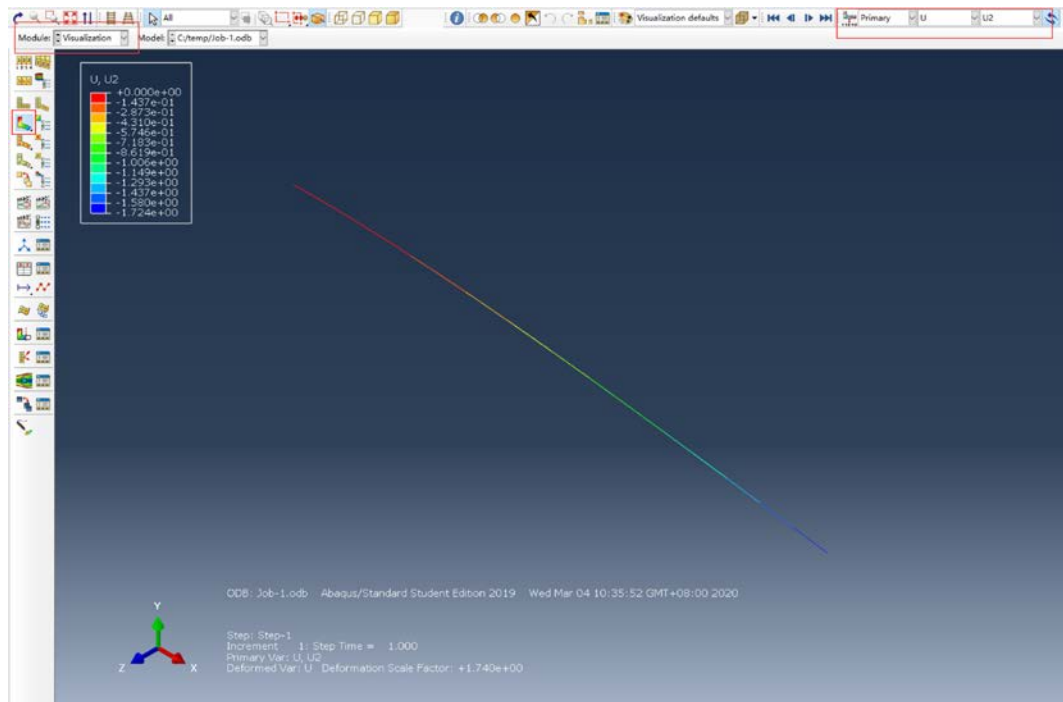 All
Visualization defaults
Primary
U
U2
Module: Visualization
Model: C:/temp/Job-1.odb
U, U2
+0.000e+00
-1.437e-01
-2.873e-01
-4.310e-01
-5.746e-01
-7.183e-01
-8.619e-01
-1.006e+00
-1.149e+00
-1.293e+00
-1.437e+00
-1.580e+00
-1.724e+00
ODB: Job-1.odb Abaqus/Standard Student Edition 2019 Wed Mar 04 10:35:52 GMT+08:00 2020
Y
Z
X
Step: Step-1
Increment 1: Step Time = 1.000
Primary Var: U, U2
Deformed Var: U Deformation Scale Factor: +1.740e+00